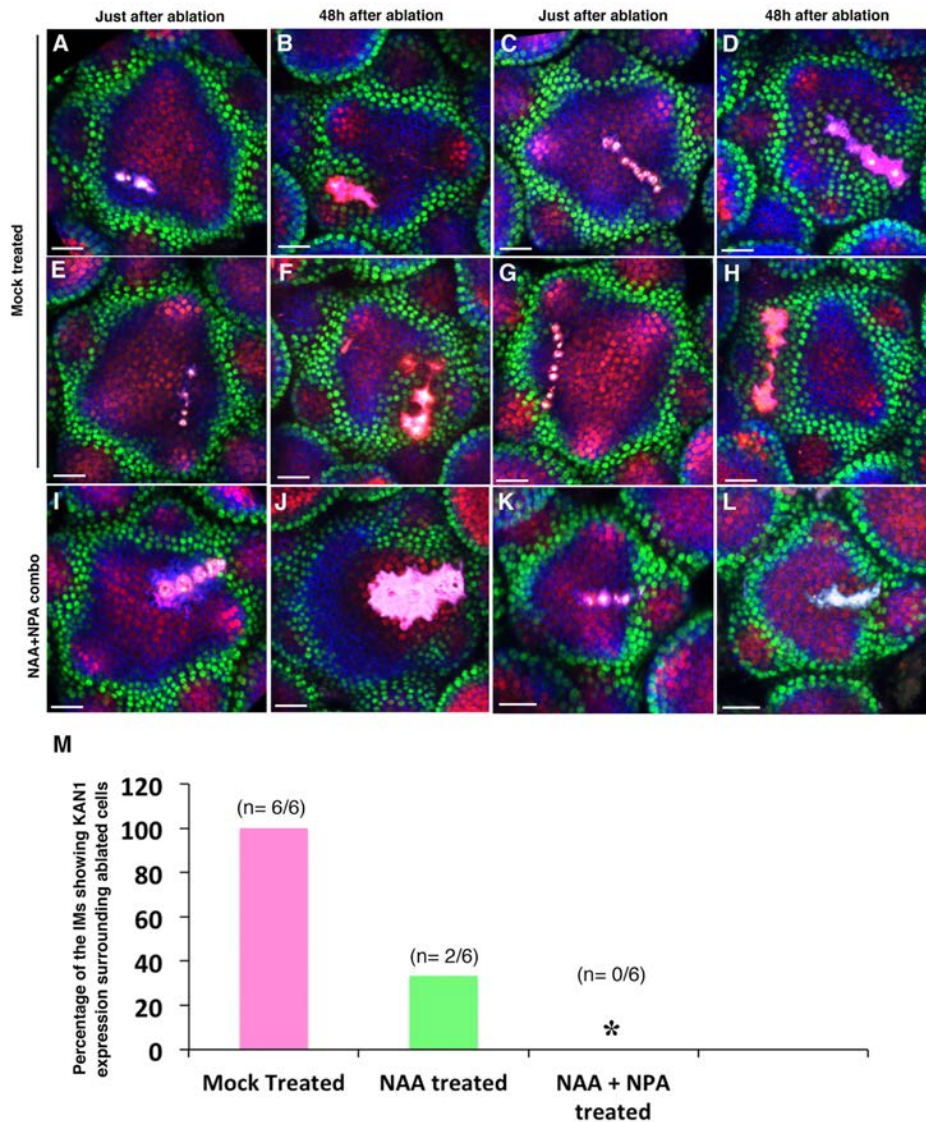 Just after ablation 48h after ablation Just after ablation 48h after ablation
Mock treated
A B C D
E F G H
NAA+NPA combo
I J K L
M
Percentage of the IMs showing KAN1
expression surrounding ablated cells
120
100
80
60
40
20
0
(n= 6/6)
(n= 2/6)
(n= 0/6)
*
Mock Treated NAA treated NAA + NPA
treated